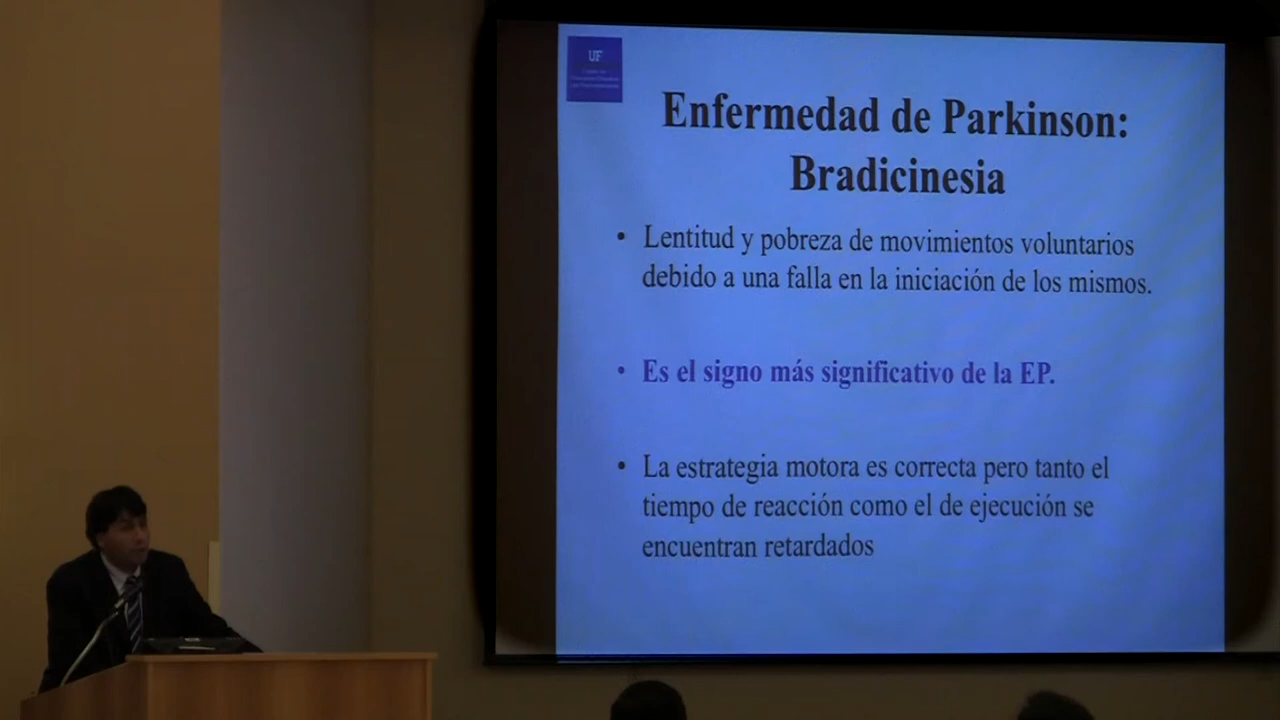 UF
Enfermedad de Parkinson:
Bradicinesia
• Lentitud y pobreza de movimientos voluntarios
debido a una falla en la iniciación de los mismos.
• Es el signo más significativo de la EP.
• La estrategia motora es correcta pero tanto el
tiempo de reacción como el de ejecución se
encuentran retardados